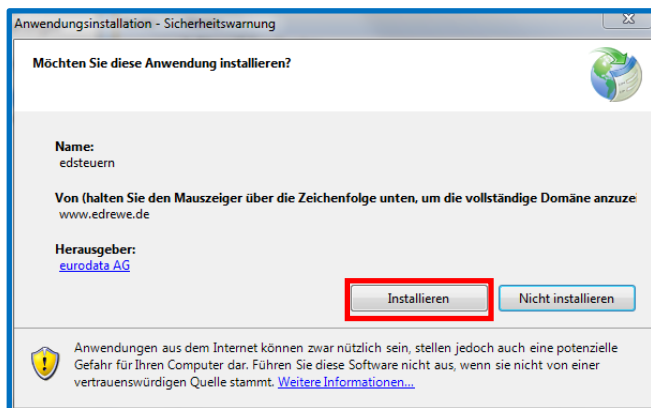 Anwendungsinstallation - Sicherheitswarnung
Möchten Sie diese Anwendung installieren?
Name:
edsteuern
Von (halten Sie den Mauszeiger über die Zeichenfolge unten, um die vollständige Domäne anzuzei
www.edrewe.de
Herausgeber:
eurodata AG
Installieren
Nicht installieren
Anwendungen aus dem Internet können zwar nützlich sein, stellen jedoch auch eine potenzielle
Gefahr für Ihren Computer dar. Führen Sie diese Software nicht aus, wenn sie nicht von einer
vertrauenswürdigen Quelle stammt. Weitere Informationen...